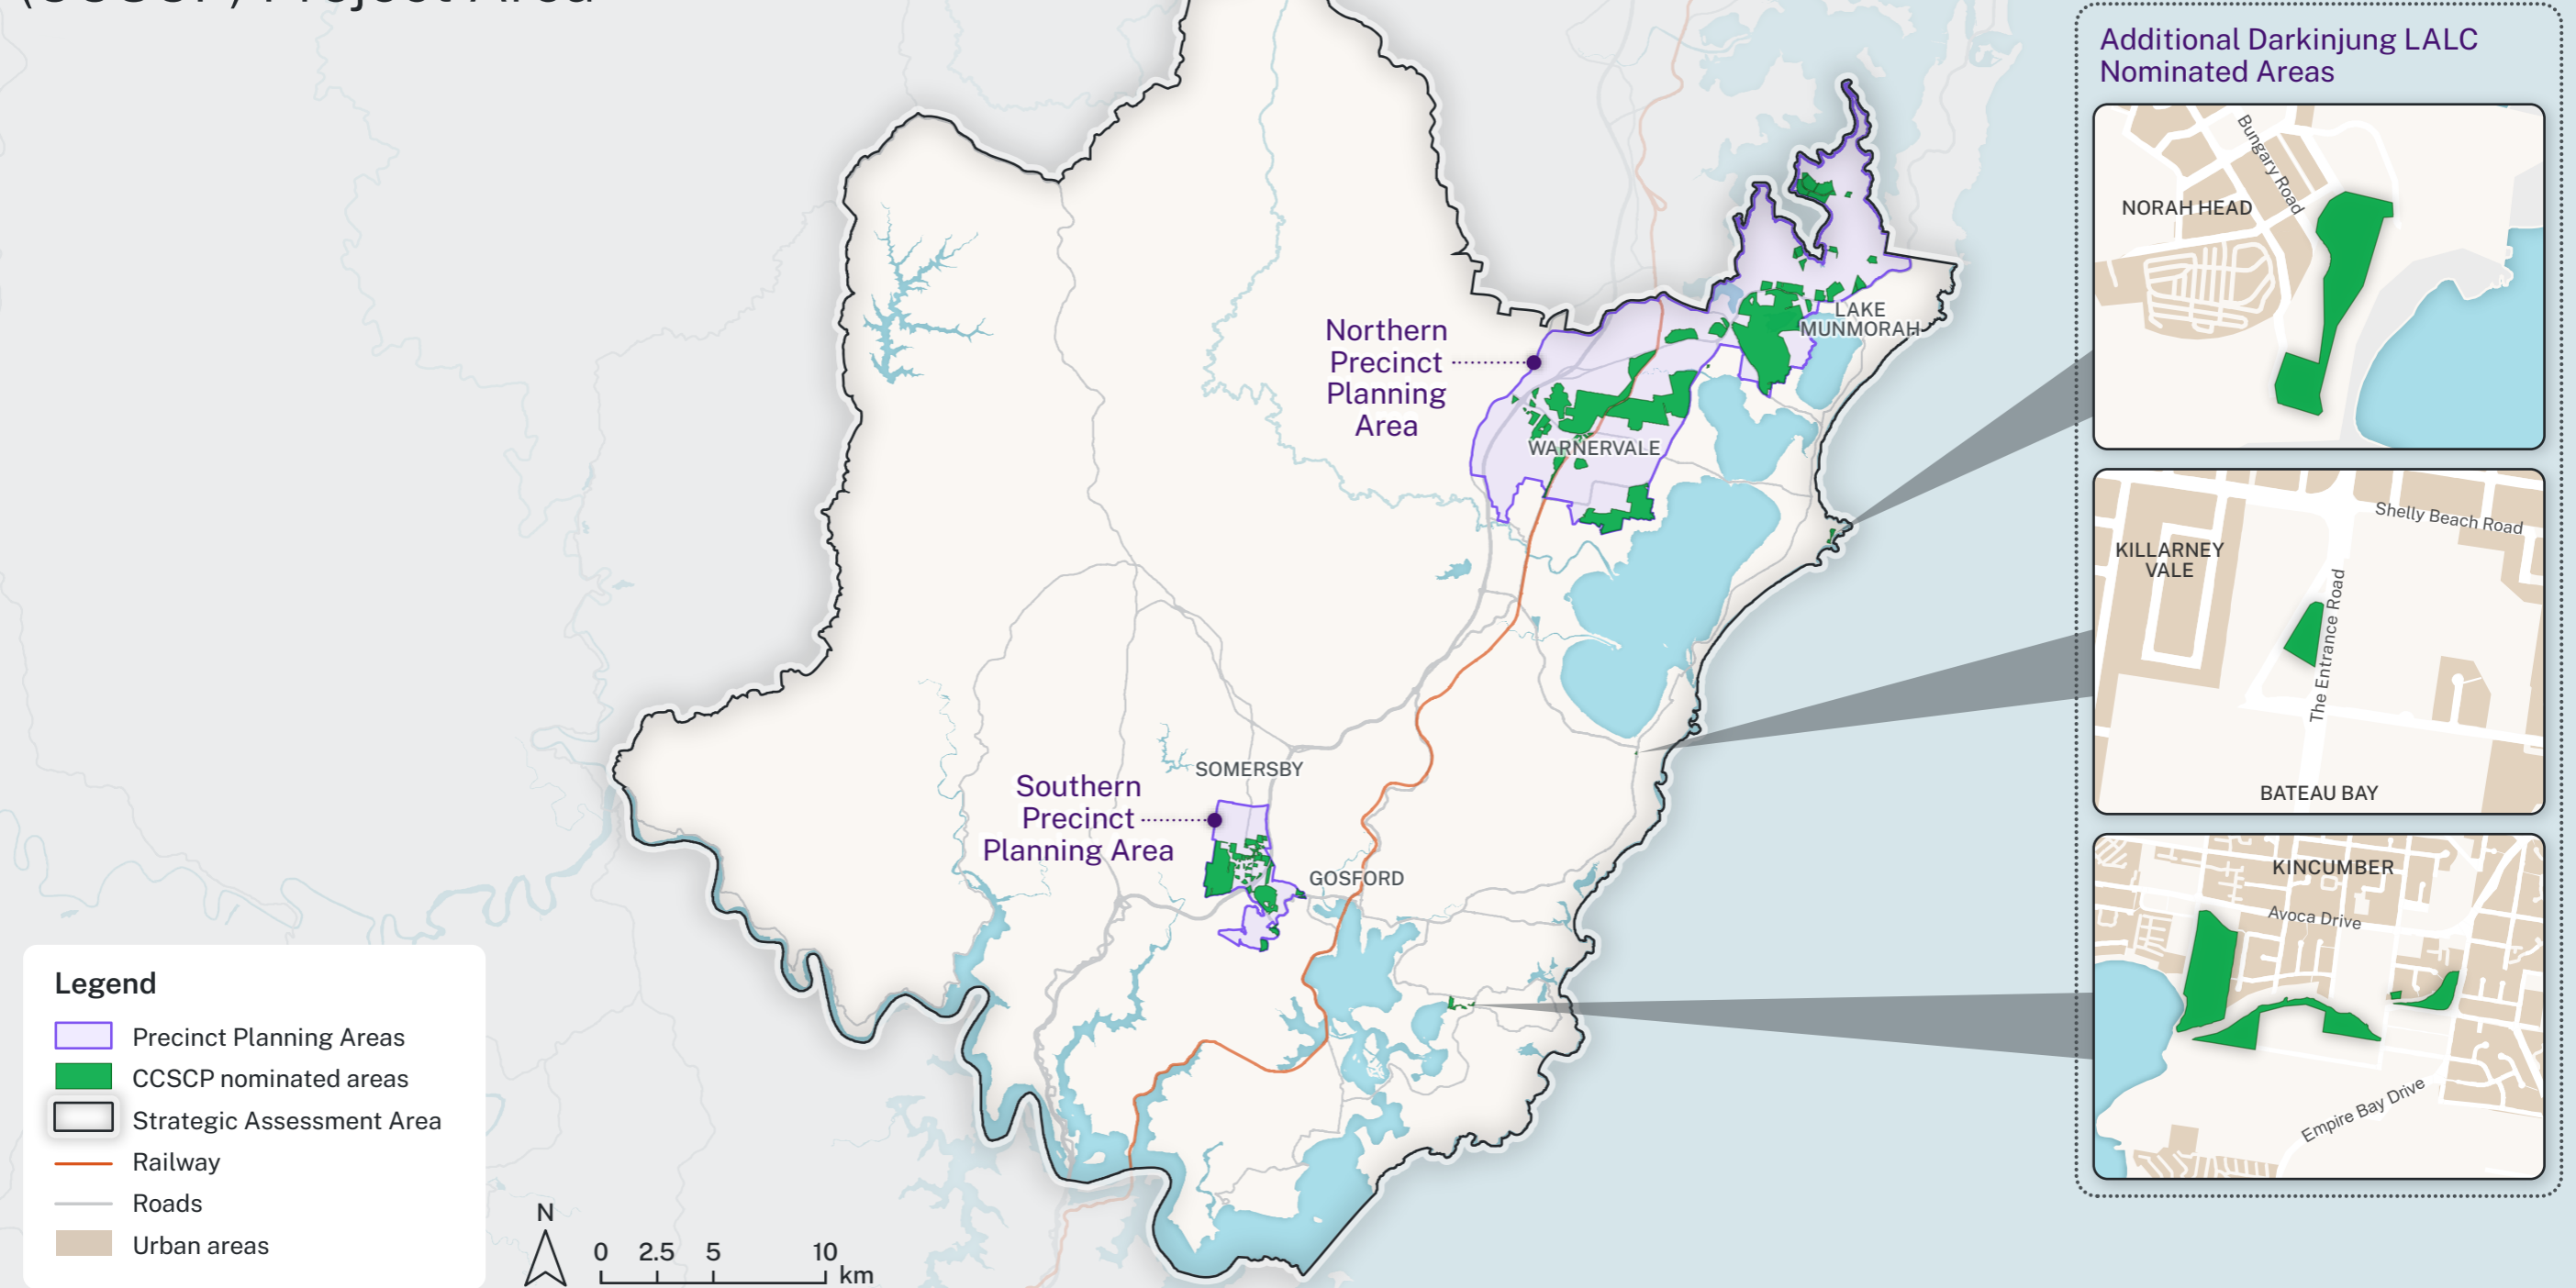 Project Area
Additional Darkinjung LALC
Nominated Areas
Bungary Road
NORAH HEAD
LAKE
MUNMORAH
Northern
Precinct
Planning
Area
WARNERVALE
Shelly Beach Road
KILLARNEY
VALE
The Entrance Road
BATEAU BAY
SOMERSBY
Southern
Precinct
Planning Area
GOSFORD
KINCUMBER
Avoca Drive
Empire Bay Drive
Legend
Precinct Planning Areas
CCSCP nominated areas
Strategic Assessment Area
Railway
Roads
Urban areas
N
0 2.5 5 10
km